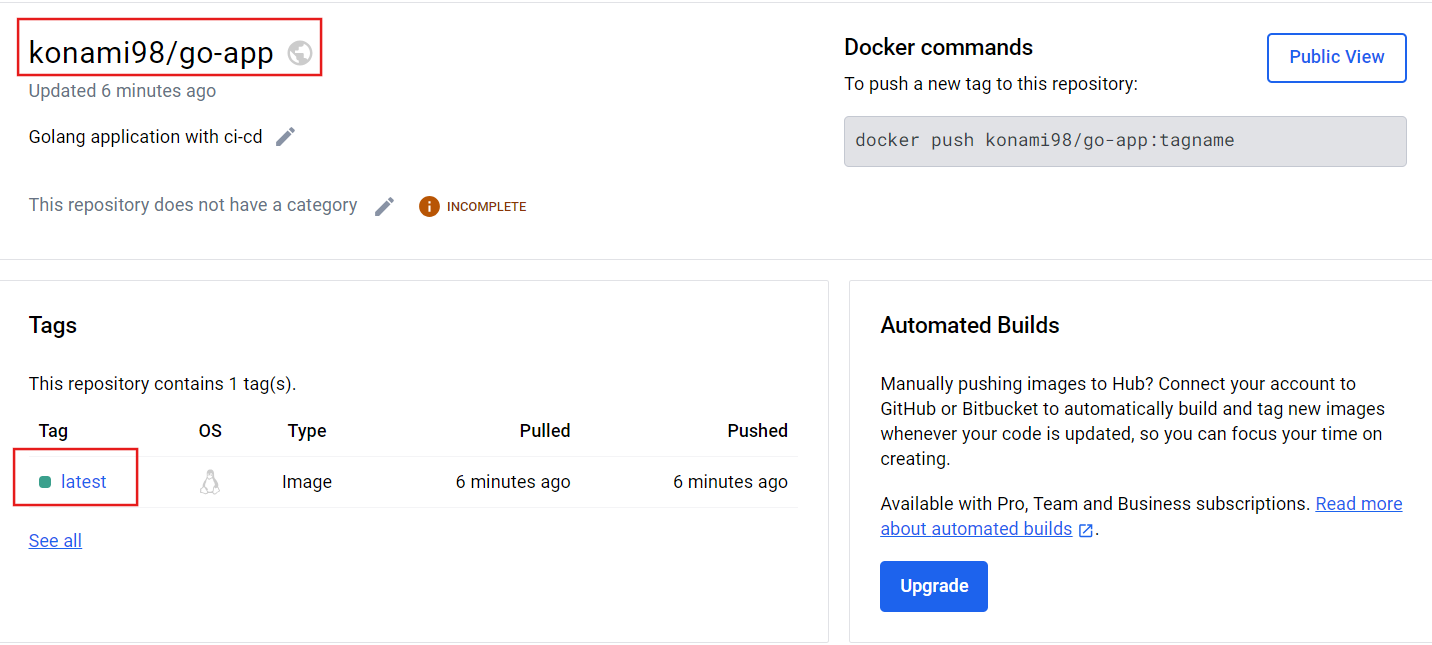 konami98/go-app
Updated 6 minutes ago
Golang application with ci-cd
This repository does not have a category
INCOMPLETE
Docker commands
To push a new tag to this repository:
Public View
docker push konami98/go-app:tagname
Tags
This repository contains 1 tag(s).
Tag OS Type Pulled Pushed
latest Image 6 minutes ago 6 minutes ago
See all
Automated Builds
Manually pushing images to Hub? Connect your account to
GitHub or Bitbucket to automatically build and tag new images
whenever your code is updated, so you can focus your time on
creating.
Available with Pro, Team and Business subscriptions. Read more
about automated builds .
Upgrade